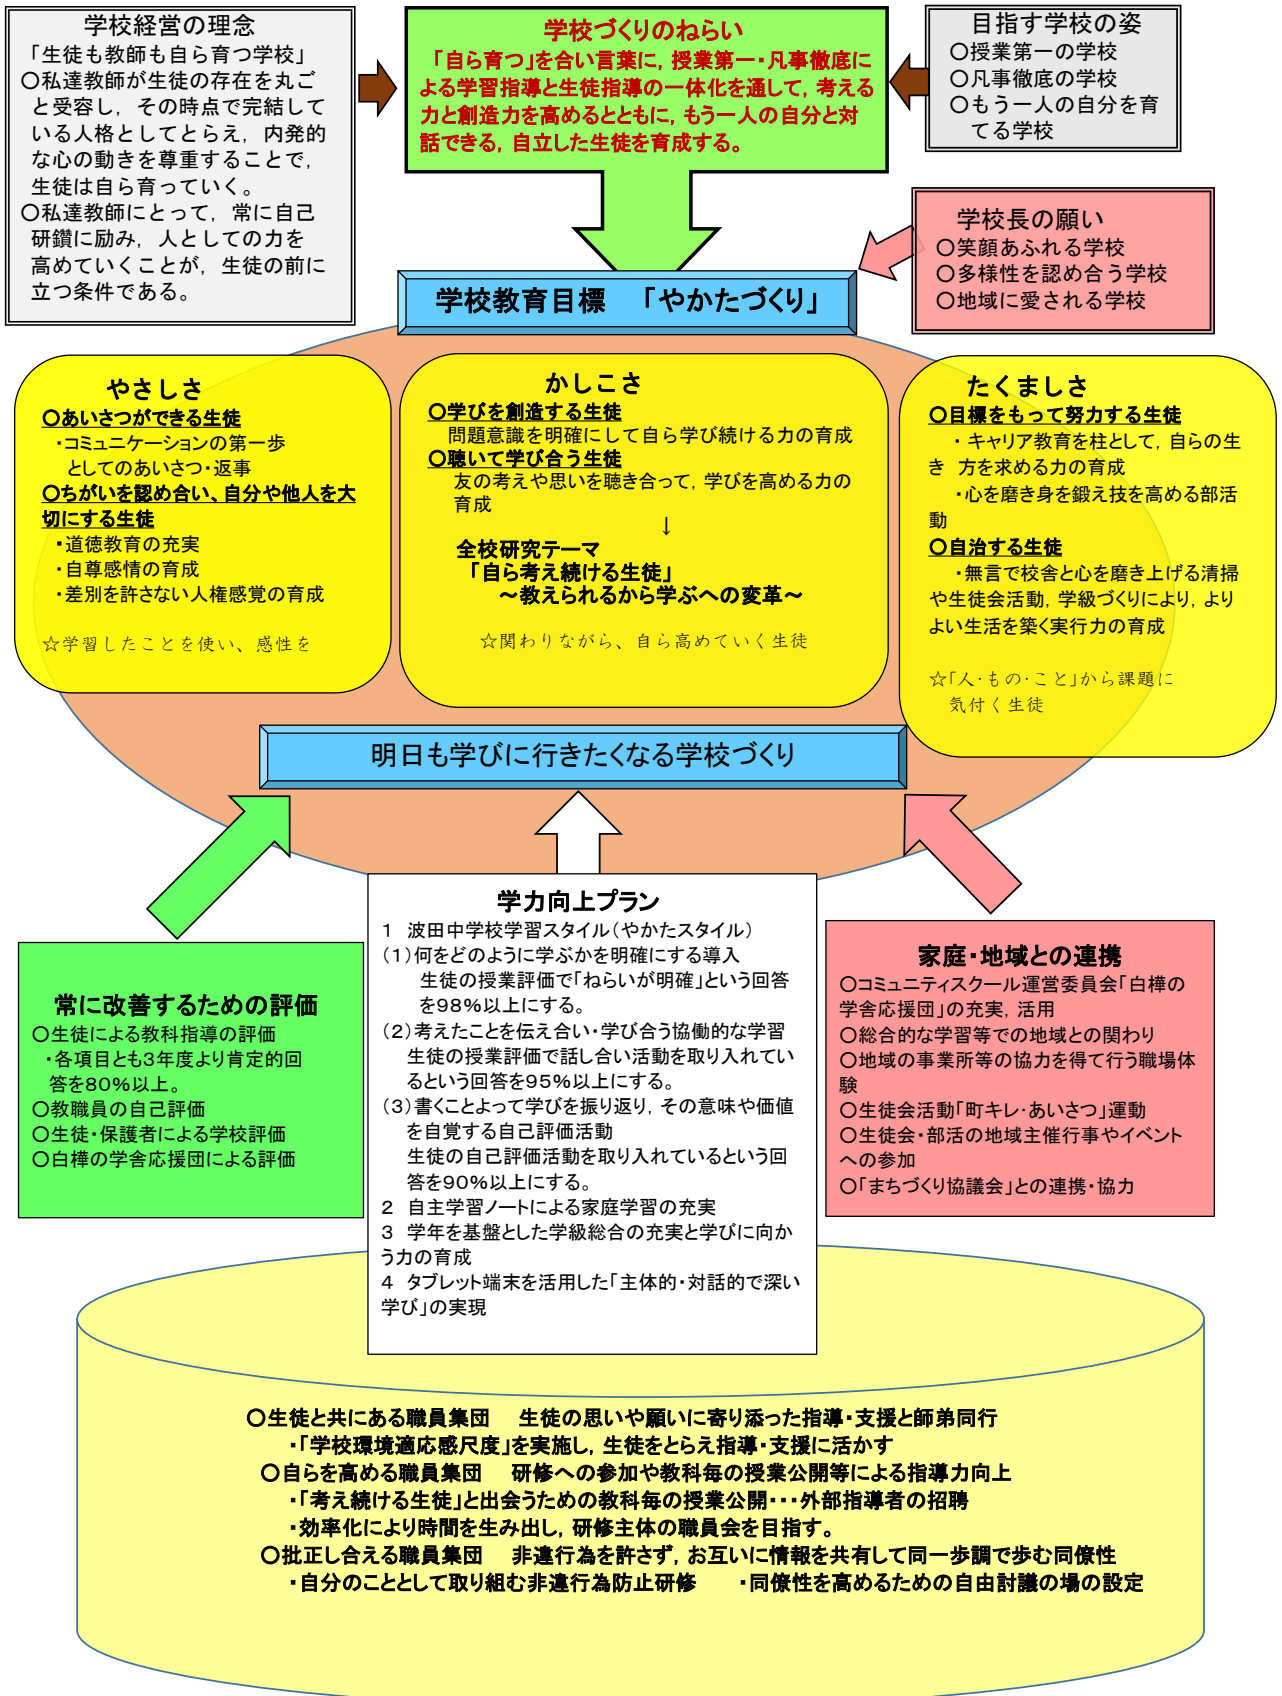 学校経営の理念
「生徒も教師も自ら育つ学校」
○私達教師が生徒の存在を丸ご
と受容し，その時点で完結して
いる人格としてとらえ，内発的
な心の動きを尊重することで，
生徒は自ら育っていく。
○私達教師にとって，常に自己
研鑽に励み，人としての力を
高めていくことが，生徒の前に
立つ条件である。
学校づくりのねらい
「自ら育つ」を合い言葉に，授業第一・凡事徹底に
よる学習指導と生徒指導の一体化を通して，考える
力と創造力を高めるとともに，もう一人の自分と対
話できる，自立した生徒を育成する。
目指す学校の姿
○授業第一の学校
○凡事徹底の学校
○もう一人の自分を育
てる学校
学校長の願い
○笑顔あふれる学校
○多様性を認め合う学校
○地域に愛される学校
学校教育目標　「やかたづくり」
やさしさ
○あいさつができる生徒
・コミュニケーションの第一歩
としてのあいさつ・返事
○ちがいを認め合い、自分や他人を大
切にする生徒
・道徳教育の充実
・自尊感情の育成
・差別を許さない人権感覚の育成
☆学習したことを使い、感性を
かしこさ
○学びを創造する生徒
問題意識を明確にして自ら学び続ける力の育成
○聴いて学び合う生徒
友の考えや思いを聴き合って，学びを高める力の
育成
↓
全校研究テーマ
「自ら考え続ける生徒」
～教えられるから学ぶへの変革～
☆関わりながら、自ら高めていく生徒
たくましさ
○目標をもって努力する生徒
・キャリア教育を柱として，自らの生
き 方を求める力の育成
・心を磨き身を鍛え技を高める部活
動
○自治する生徒
・無言で校舎と心を磨き上げる清掃
や生徒会活動，学級づくりにより，より
よい生活を築く実行力の育成
☆「人・もの・こと」から課題に
気付く生徒
明日も学びに行きたくなる学校づくり
常に改善するための評価
○生徒による教科指導の評価
・各項目とも3年度より肯定的回
答を80%以上。
○教職員の自己評価
○生徒・保護者による学校評価
○白樺の学舎応援団による評価
学力向上プラン
1　波田中学校学習スタイル（やかたスタイル）
（1）何をどのように学ぶかを明確にする導入
生徒の授業評価で「ねらいが明確」という回答
を98%以上にする。
（2）考えたことを伝え合い・学び合う協働的な学習
生徒の授業評価で話し合い活動を取り入れてい
るという回答を95%以上にする。
（3）書くことよって学びを振り返り，その意味や価値
を自覚する自己評価活動
生徒の自己評価活動を取り入れているという回
答を90%以上にする。
2　自主学習ノートによる家庭学習の充実
3　学年を基盤とした学級総合の充実と学びに向か
う力の育成
4　タブレット端末を活用した「主体的・対話的で深い
学び」の実現
家庭・地域との連携
○コミュニティスクール運営委員会「白樺の
学舎応援団」の充実，活用
○総合的な学習等での地域との関わり
○地域の事業所等の協力を得て行う職場体
験
○生徒会活動「町キレ・あいさつ」運動
○生徒会・部活の地域主催行事やイベント
への参加
○「まちづくり協議会」との連携・協力
○生徒と共にある職員集団　生徒の思いや願いに寄り添った指導・支援と師弟同行
・「学校環境適応感尺度」を実施し，生徒をとらえ指導・支援に活かす
○自らを高める職員集団　研修への参加や教科毎の授業公開等による指導力向上
・「考え続ける生徒」と出会うための教科毎の授業公開・・・外部指導者の招聘
・効率化により時間を生み出し，研修主体の職員会を目指す。
○批正し合える職員集団　非違行為を許さず，お互いに情報を共有して同一歩調で歩む同僚性
・自分のこととして取り組む非違行為防止研修　・同僚性を高めるための自由討議の場の設定